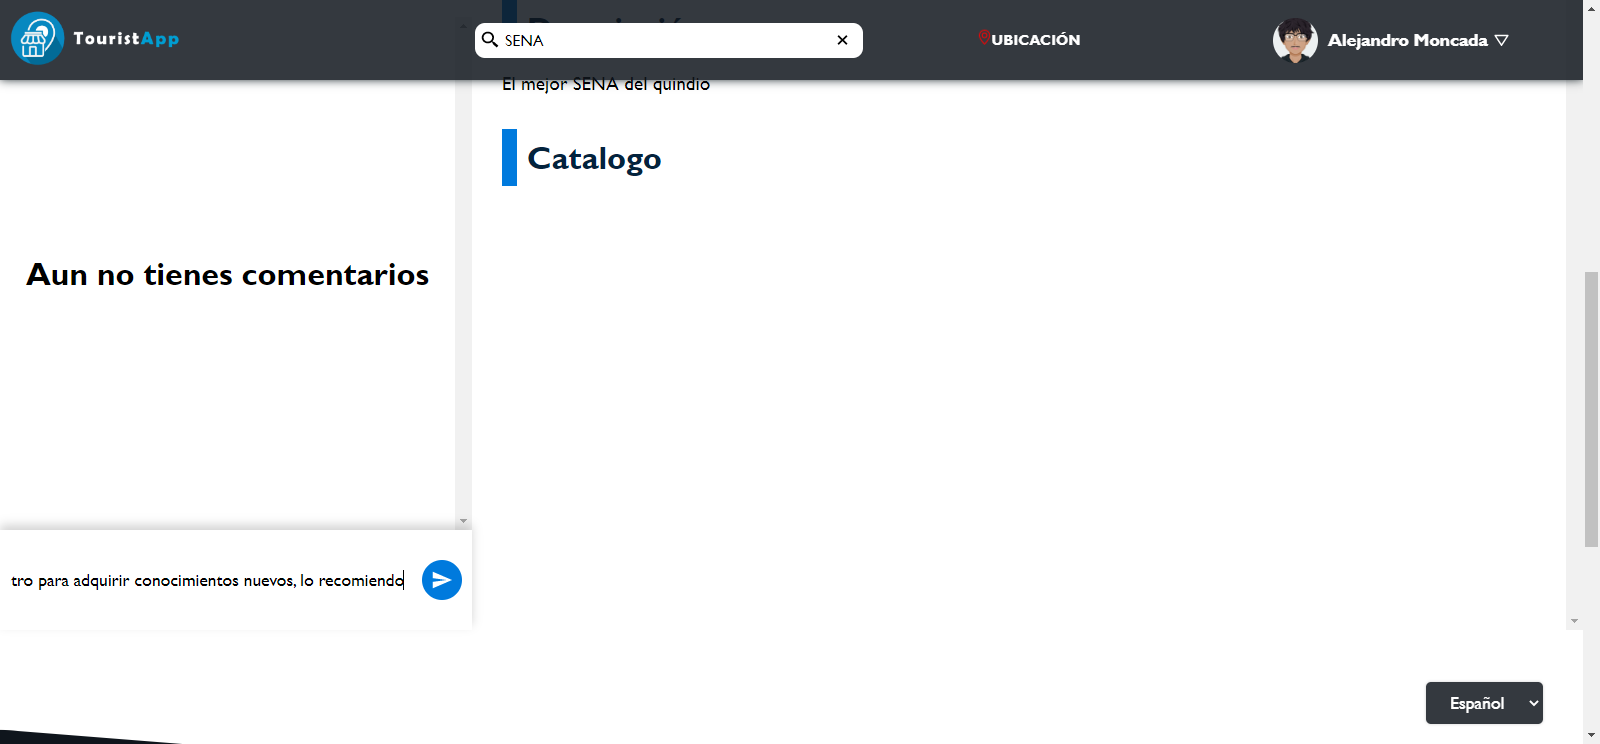 TouristApp
SENA
UBICACIÓN
Alejandro Moncada
El mejor SENA del quindio
Catalogo
Aun no tienes comentarios
tro para adquirir conocimientos nuevos, lo recomiendo
Español